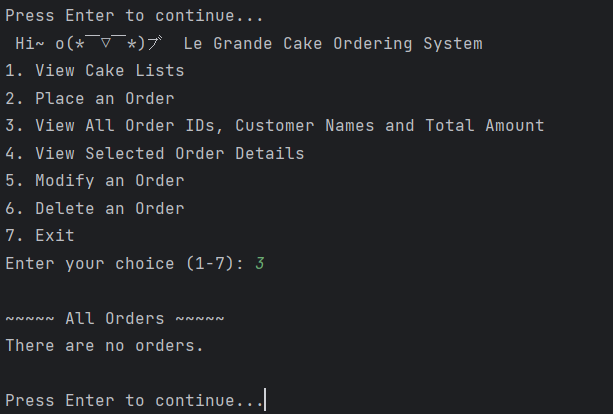 Press Enter to continue...
Hi~ o(*￣▽￣*)ブ  Le Grande Cake Ordering System
1. View Cake Lists
2. Place an Order
3. View All Order IDs, Customer Names and Total Amount
4. View Selected Order Details
5. Modify an Order
6. Delete an Order
7. Exit
Enter your choice (1-7): 3
~~~~~ All Orders ~~~~~
There are no orders.
Press Enter to continue...